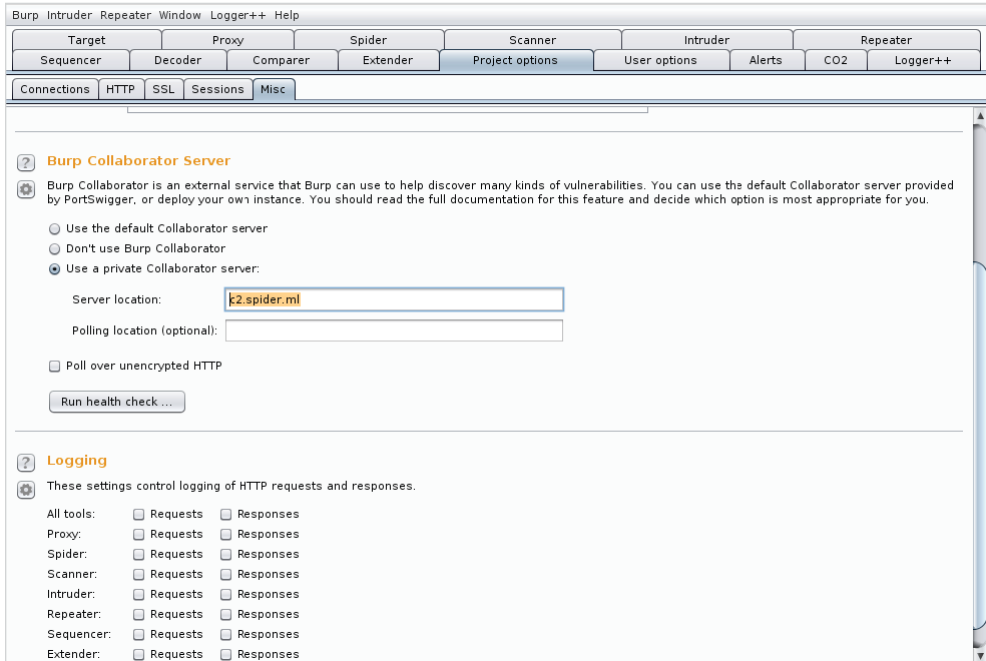 Burp Intruder Repeater Window Logger++ Help
Target Proxy Spider Scanner Intruder Repeater
Sequencer Decoder Comparer Extender Project options User options Alerts CO2 Logger++
Connections HTTP SSL Sessions Misc
? Burp Collaborator Server
Burp Collaborator is an external service that Burp can use to help discover many kinds of vulnerabilities. You can use the default Collaborator server provided
by PortSwigger, or deploy your own instance. You should read the full documentation for this feature and decide which option is most appropriate for you.
Use the default Collaborator server
Don't use Burp Collaborator
Use a private Collaborator server:
Server location: c2.spider.ml
Polling location (optional):
Poll over unencrypted HTTP
Run health check ...
? Logging
These settings control logging of HTTP requests and responses.
All tools: Requests Responses
Proxy: Requests Responses
Spider: Requests Responses
Scanner: Requests Responses
Intruder: Requests Responses
Repeater: Requests Responses
Sequencer: Requests Responses
Extender: Requests Responses